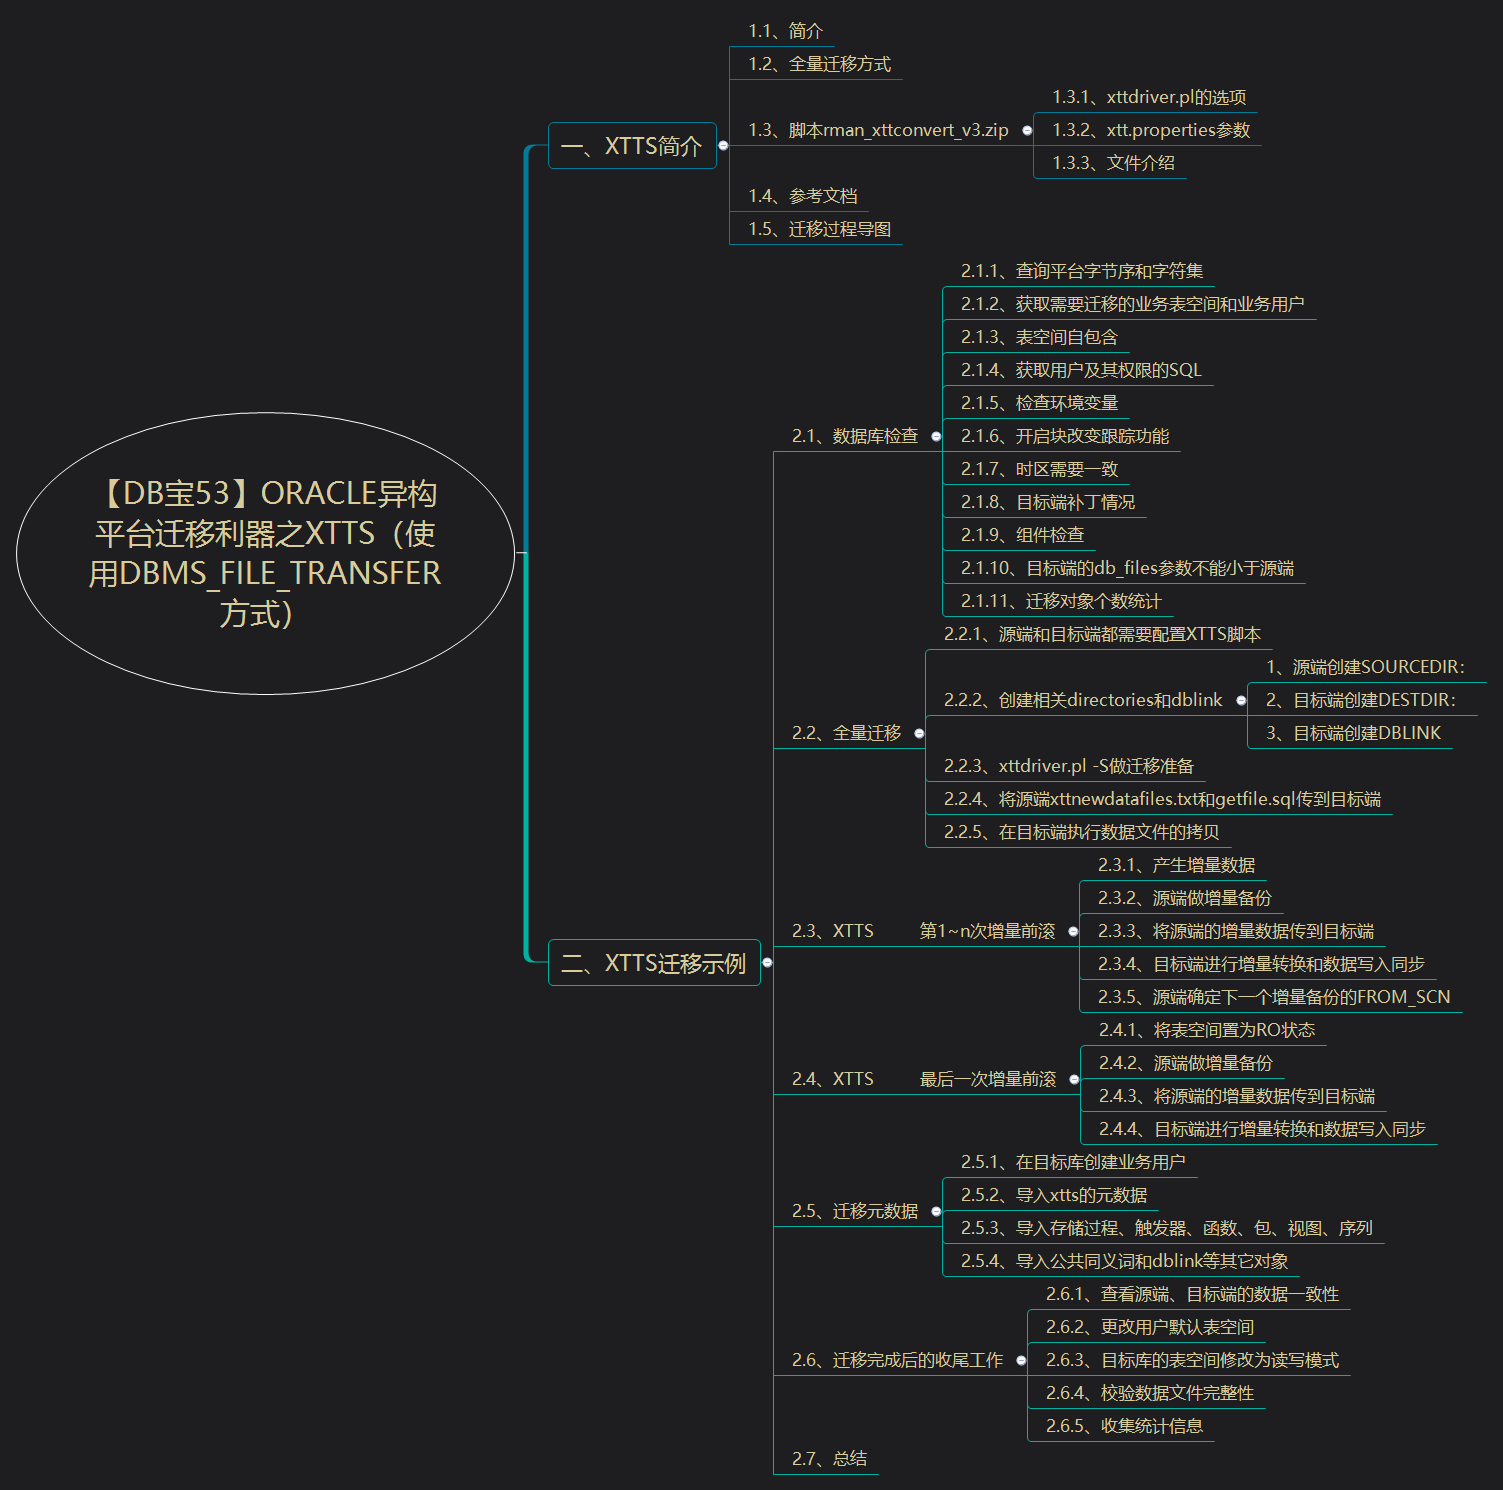 【DB宝53】ORACLE异构
平台迁移利器之XTTS（使
用DBMS_FILE_TRANSFER
方式）
一、XTTS简介
1.1、简介
1.2、全量迁移方式
1.3、脚本rman_xttconvert_v3.zip
1.3.1、xttdriver.pl的选项
1.3.2、xtt.properties参数
1.3.3、文件介绍
1.4、参考文档
1.5、迁移过程导图
二、XTTS迁移示例
2.1、数据库检查
2.1.1、查询平台字节序和字符集
2.1.2、获取需要迁移的业务表空间和业务用户
2.1.3、表空间自包含
2.1.4、获取用户及其权限的SQL
2.1.5、检查环境变量
2.1.6、开启块改变跟踪功能
2.1.7、时区需要一致
2.1.8、目标端补丁情况
2.1.9、组件检查
2.1.10、目标端的db_files参数不能小于源端
2.1.11、迁移对象个数统计
2.2、全量迁移
2.2.1、源端和目标端都需要配置XTTS脚本
2.2.2、创建相关directories和dblink
1、源端创建SOURCEDIR：
2、目标端创建DESTDIR：
3、目标端创建DBLINK
2.2.3、xttdriver.pl -S做迁移准备
2.2.4、将源端xttnewdatafiles.txt和getfile.sql传到目标端
2.2.5、在目标端执行数据文件的拷贝
2.3、XTTS 第1~n次增量前滚
2.3.1、产生增量数据
2.3.2、源端做增量备份
2.3.3、将源端的增量数据传到目标端
2.3.4、目标端进行增量转换和数据写入同步
2.3.5、源端确定下一个增量备份的FROM_SCN
2.4、XTTS 最后一次增量前滚
2.4.1、将表空间置为RO状态
2.4.2、源端做增量备份
2.4.3、将源端的增量数据传到目标端
2.4.4、目标端进行增量转换和数据写入同步
2.5、迁移元数据
2.5.1、在目标库创建业务用户
2.5.2、导入xtts的元数据
2.5.3、导入存储过程、触发器、函数、包、视图、序列
2.5.4、导入公共同义词和dblink等其它对象
2.6、迁移完成后的收尾工作
2.6.1、查看源端、目标端的数据一致性
2.6.2、更改用户默认表空间
2.6.3、目标库的表空间修改为读写模式
2.6.4、校验数据文件完整性
2.6.5、收集统计信息
2.7、总结